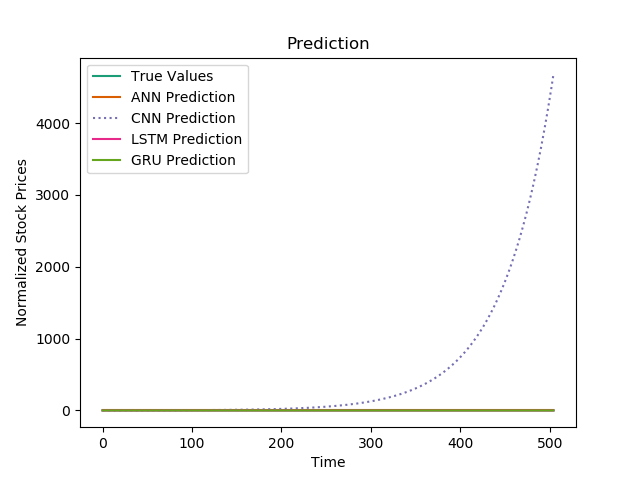 Prediction
True Values
ANN Prediction
CNN Prediction
LSTM Prediction
GRU Prediction
Normalized Stock Prices
4000
3000
2000
1000
0
0 100 200 300 400 500
Time